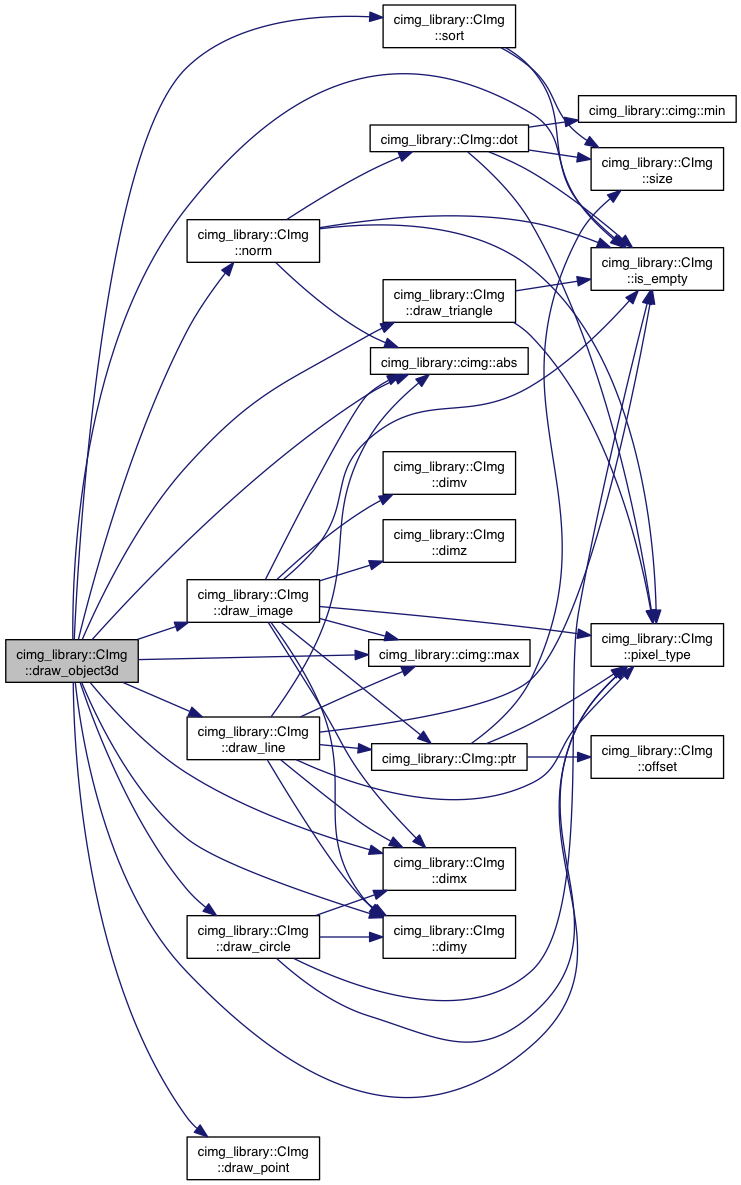 cimg_library::CImg
::sort
cimg_library::cimg::min
cimg_library::CImg::dot
cimg_library::CImg
::size
cimg_library::CImg
::norm
cimg_library::CImg
::is_empty
cimg_library::CImg
::draw_triangle
cimg_library::cimg::abs
cimg_library::CImg
::dimv
cimg_library::CImg
::dimz
cimg_library::CImg
::draw_image
cimg_library::CImg
::draw_object3d
cimg_library::cimg::max
cimg_library::CImg
::pixel_type
cimg_library::CImg
::draw_line
cimg_library::CImg::ptr
cimg_library::CImg
::offset
cimg_library::CImg
::dimx
cimg_library::CImg
::draw_circle
cimg_library::CImg
::dimy
cimg_library::CImg
::draw_point